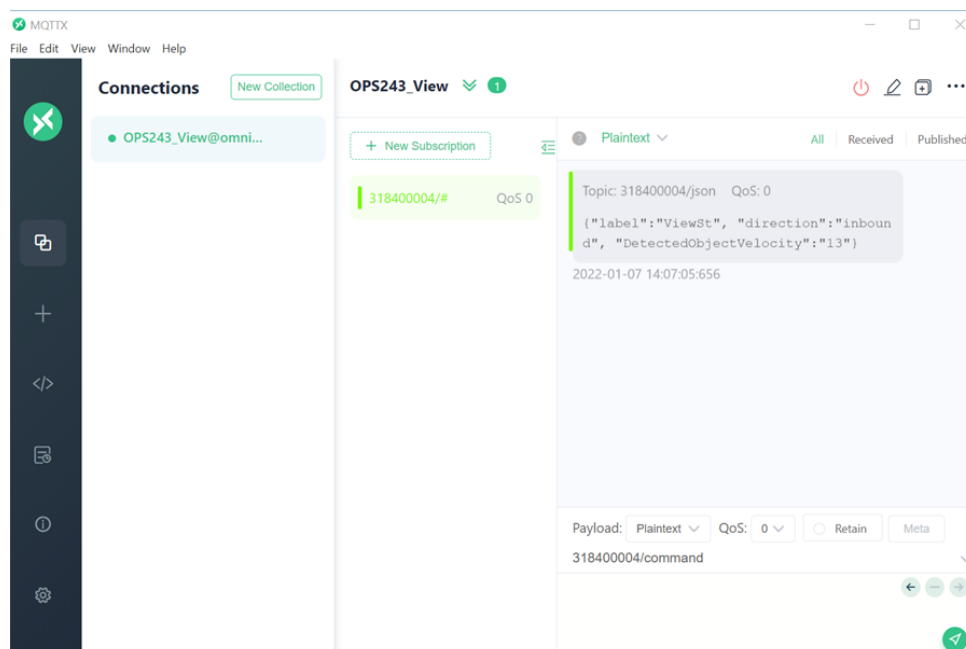 MQTTX
File Edit View Window Help
Connections
New Collection
OPS243_View@omni...
OPS243_View
1
+ New Subscription
318400004/#
QoS 0
Plaintext
All
Received
Published
Topic: 318400004/json QoS: 0
{"label":"ViewSt", "direction":"inboun
d", "DetectedObjectVelocity":"13"}
2022-01-07 14:07:05:656
Payload: Plaintext QoS: 0 Retain Meta
318400004/command